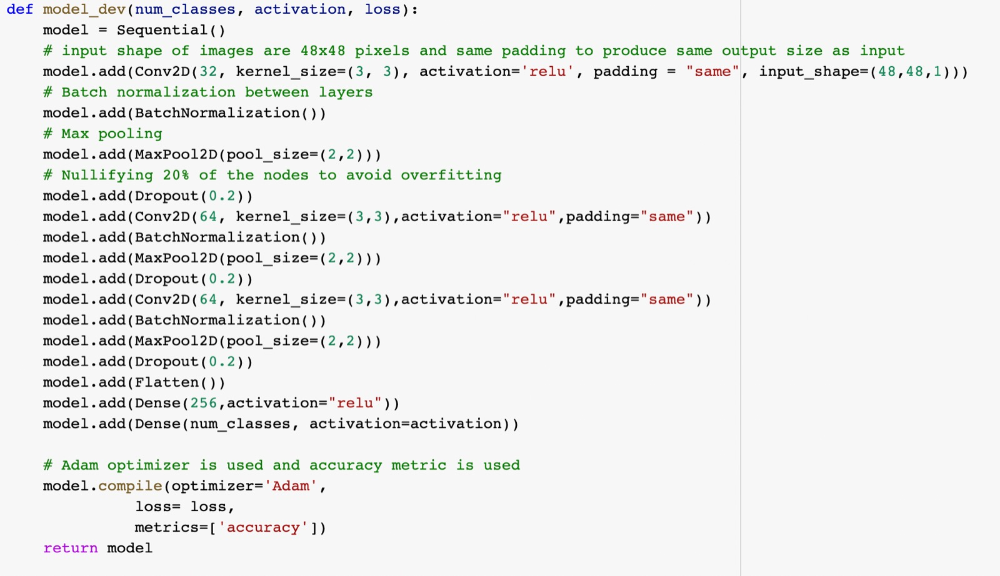 def model_dev(num_classes, activation, loss):
    model = Sequential()
    # input shape of images are 48x48 pixels and same padding to produce same output size as input
    model.add(Conv2D(32, kernel_size=(3, 3), activation='relu', padding = "same", input_shape=(48,48,1)))
    # Batch normalization between layers
    model.add(BatchNormalization())
    # Max pooling
    model.add(MaxPool2D(pool_size=(2,2)))
    # Nullifying 20% of the nodes to avoid overfitting
    model.add(Dropout(0.2))
    model.add(Conv2D(64, kernel_size=(3,3),activation="relu",padding="same"))
    model.add(BatchNormalization())
    model.add(MaxPool2D(pool_size=(2,2)))
    model.add(Dropout(0.2))
    model.add(Conv2D(64, kernel_size=(3,3),activation="relu",padding="same"))
    model.add(BatchNormalization())
    model.add(MaxPool2D(pool_size=(2,2)))
    model.add(Dropout(0.2))
    model.add(Flatten())
    model.add(Dense(256,activation="relu"))
    model.add(Dense(num_classes, activation=activation))

    # Adam optimizer is used and accuracy metric is used
    model.compile(optimizer='Adam',
              loss= loss,
              metrics=['accuracy'])
    return model